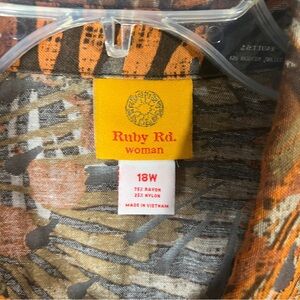 Ruby Rd.
woman
18W
75% RAYON
25% NYLON
MADE IN VIETNAM